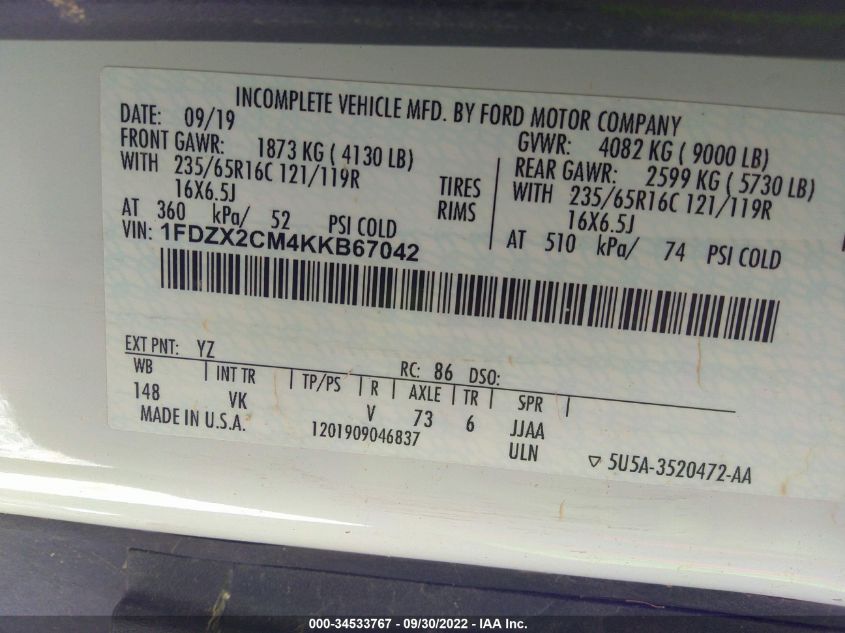 INCOMPLETE VEHICLE MFD. BY FORD MOTOR COMPANY
DATE: 09/19
GVWR: 4082 KG ( 9000 LB)
FRONT GAWR: 1873 KG ( 4130 LB)
REAR GAWR: 2599 KG ( 5730 LB)
WITH 235/65R16C 121/119R TIRES WITH 235/65R16C 121/119R
16X6.5J RIMS 16X6.5J
AT 360 kPa/ 52 PSI COLD AT 510 kPa/ 74 PSI COLD
VIN: 1FDZX2CM4KKB67042
EXT PNT: YZ RC: 86 DSO:
WB INT TR TP/PS R AXLE TR SPR
148 VK V 73 6 JJAA
MADE IN U.S.A. 1201909046837 ULN
▽ 5U5A-3520472-AA
000-34533767 - 09/30/2022 - IAA Inc.